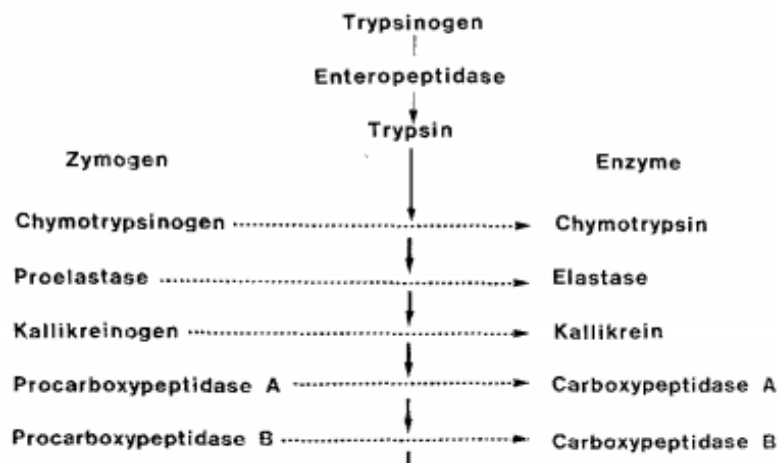 Trypsinogen
Enteropeptidase
Trypsin
Zymogen Enzyme
Chymotrypsinogen Chymotrypsin
Proelastase Elastase
Kallikreinogen Kallikrein
Procarboxypeptidase A Carboxypeptidase A
Procarboxypeptidase B Carboxypeptidase B